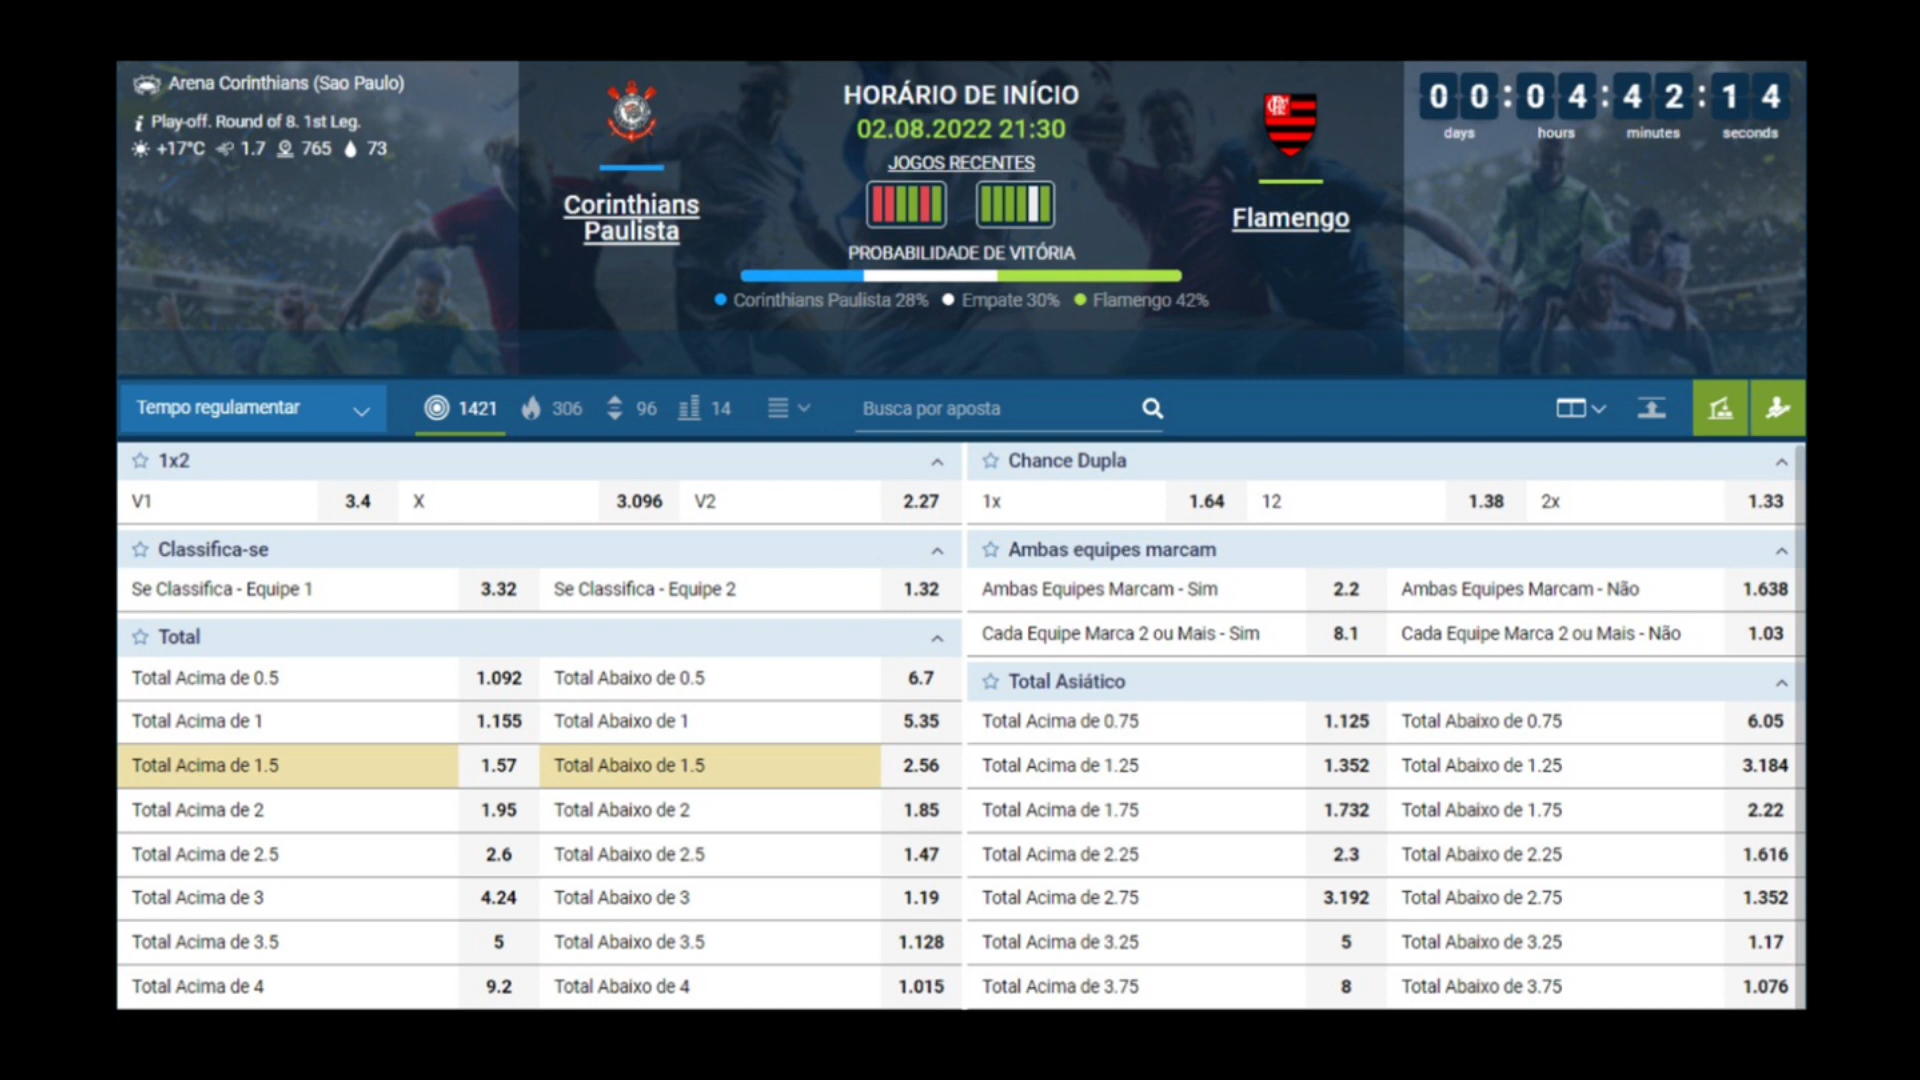 Arena Corinthians (Sao Paulo)
Play-off. Round of 8. 1st Leg.
+17°C 1.7 765 73
Corinthians
Paulista
HORÁRIO DE INÍCIO
02.08.2022 21:30
JOGOS RECENTES
PROBABILIDADE DE VITÓRIA
Corinthians Paulista 28% Empate 30% Flamengo 42%
Flamengo
00:04:42:14
days hours minutes seconds
Tempo regulamentar 1421 306 96 14 Busca por aposta
1x2
V1 3.4 X 3.096 V2 2.27
Classifica-se
Se Classifica - Equipe 1 3.32 Se Classifica - Equipe 2 1.32
Total
Total Acima de 0.5 1.092 Total Abaixo de 0.5 6.7
Total Acima de 1 1.155 Total Abaixo de 1 5.35
Total Acima de 1.5 1.57 Total Abaixo de 1.5 2.56
Total Acima de 2 1.95 Total Abaixo de 2 1.85
Total Acima de 2.5 2.6 Total Abaixo de 2.5 1.47
Total Acima de 3 4.24 Total Abaixo de 3 1.19
Total Acima de 3.5 5 Total Abaixo de 3.5 1.128
Total Acima de 4 9.2 Total Abaixo de 4 1.015
Chance Dupla
1x 1.64 12 1.38 2x 1.33
Ambas equipes marcam
Ambas Equipes Marcam - Sim 2.2 Ambas Equipes Marcam - Não 1.638
Cada Equipe Marca 2 ou Mais - Sim 8.1 Cada Equipe Marca 2 ou Mais - Não 1.03
Total Asiático
Total Acima de 0.75 1.125 Total Abaixo de 0.75 6.05
Total Acima de 1.25 1.352 Total Abaixo de 1.25 3.184
Total Acima de 1.75 1.732 Total Abaixo de 1.75 2.22
Total Acima de 2.25 2.3 Total Abaixo de 2.25 1.616
Total Acima de 2.75 3.192 Total Abaixo de 2.75 1.352
Total Acima de 3.25 5 Total Abaixo de 3.25 1.17
Total Acima de 3.75 8 Total Abaixo de 3.75 1.076